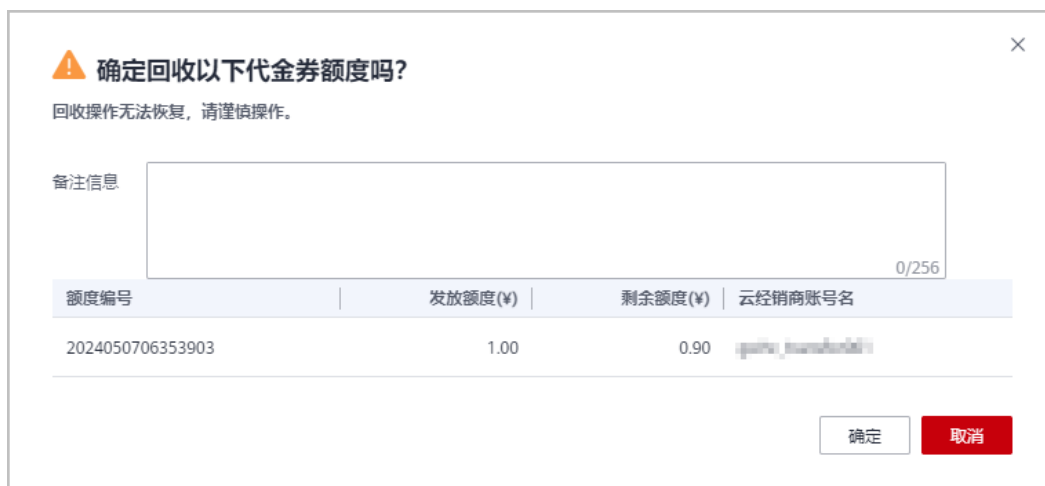 确定回收以下代金券额度吗?
回收操作无法恢复，请谨慎操作。
备注信息
0/256
额度编号 发放额度(¥) 剩余额度(¥) 云经销商账号名
2024050706353903 1.00 0.90
确定 取消